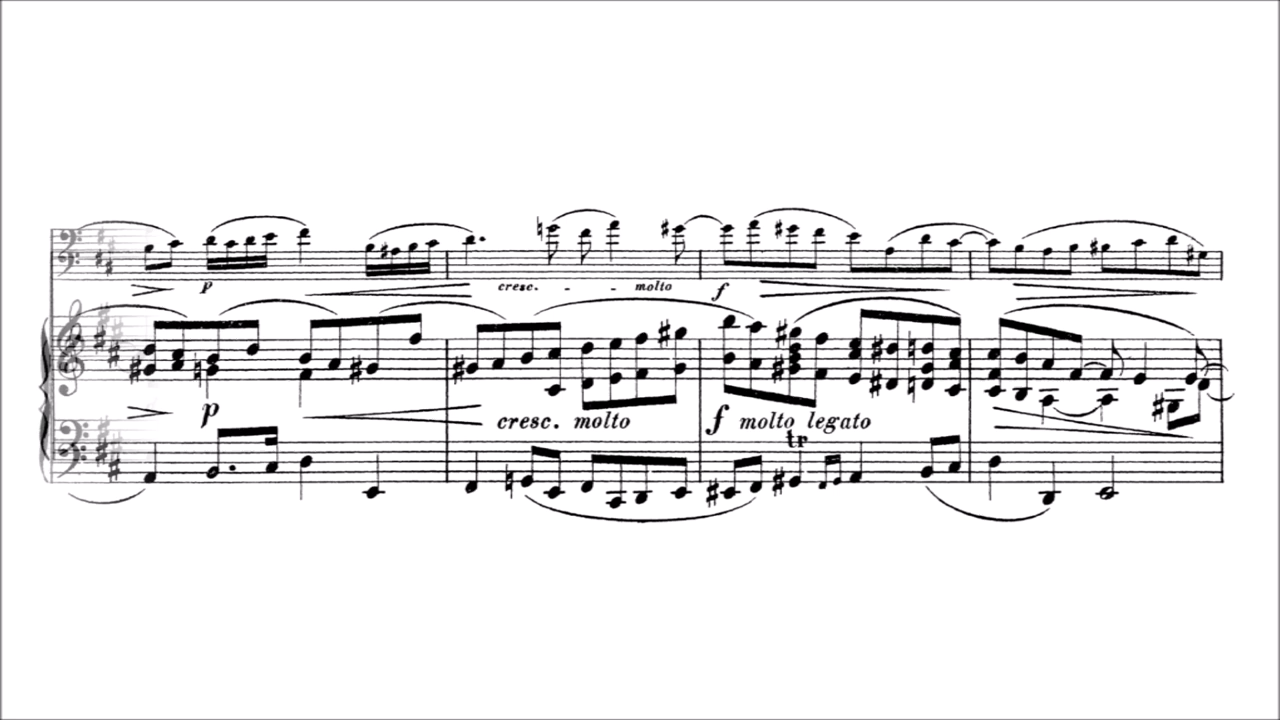 p cresc. - - molto f
p cresc. molto f molto legato
tr